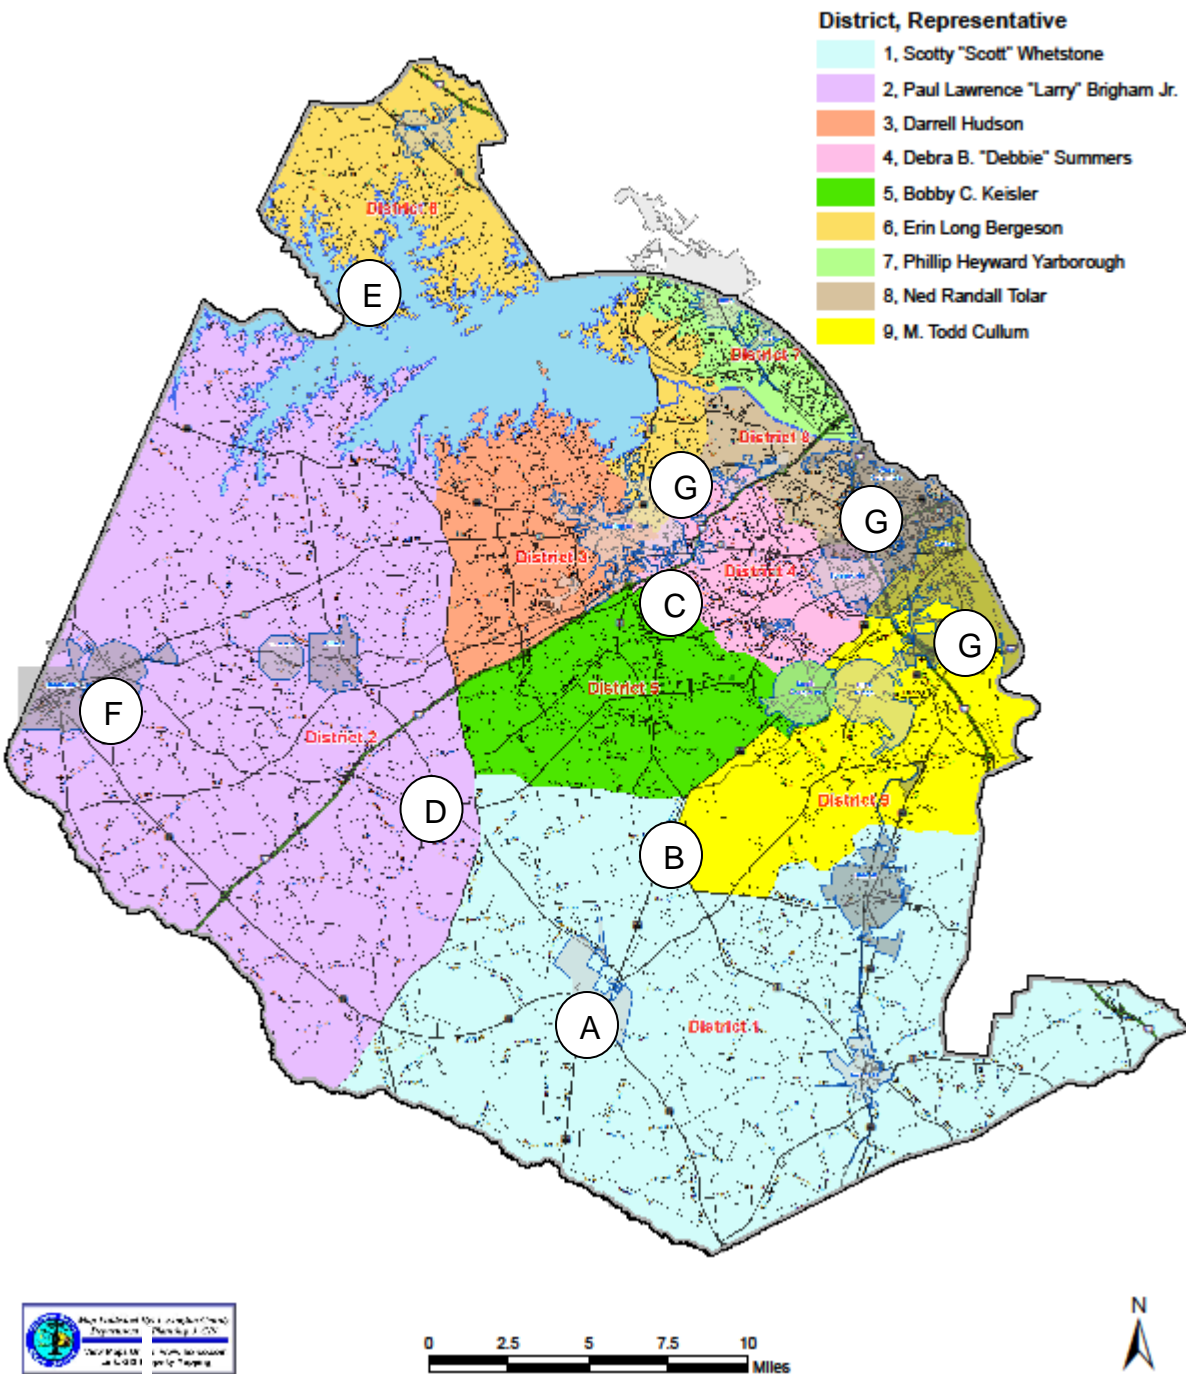 District, Representative
1, Scotty "Scott" Whetstone
2, Paul Lawrence "Larry" Brigham Jr.
3, Darrell Hudson
4, Debra B. "Debbie" Summers
5, Bobby C. Keisler
6, Erin Long Bergeson
7, Phillip Heyward Yarborough
8, Ned Randall Tolar
9, M. Todd Cullum
District 6
E
District 7
District 8
G
G
District 3
District 4
C
G
District 5
F
District 2
D
District 9
B
A
District 1
N
0 2.5 5 7.5 10
Miles